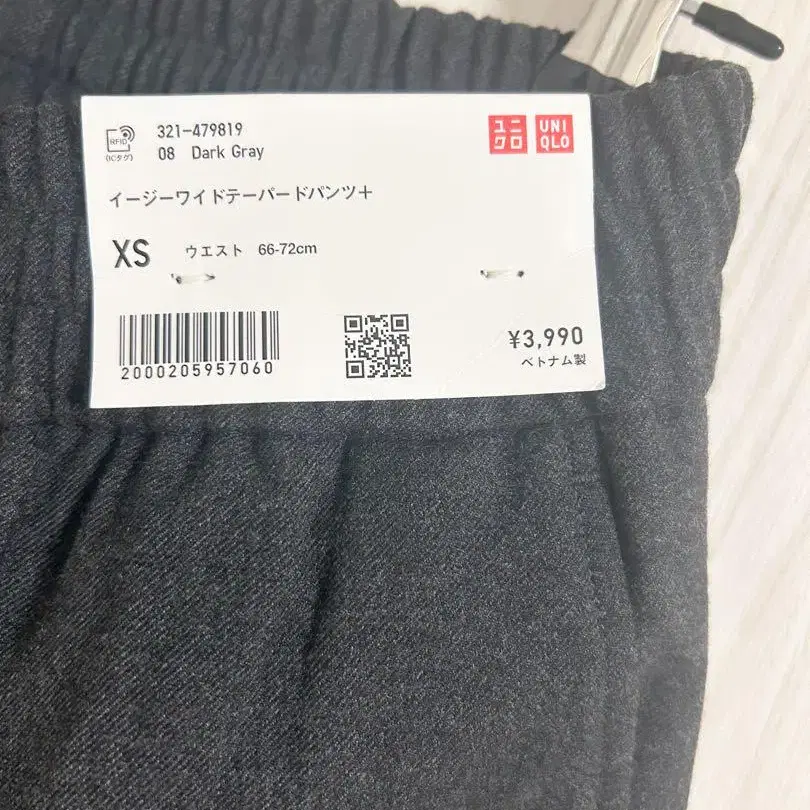 RFID
(ICタグ)
321-479819
08 Dark Gray
ユニ
クロ
UNI
QLO
イージーワイドテーパードパンツ＋
XS ウエスト 66-72cm
2000205957060
¥3,990
ベトナム製